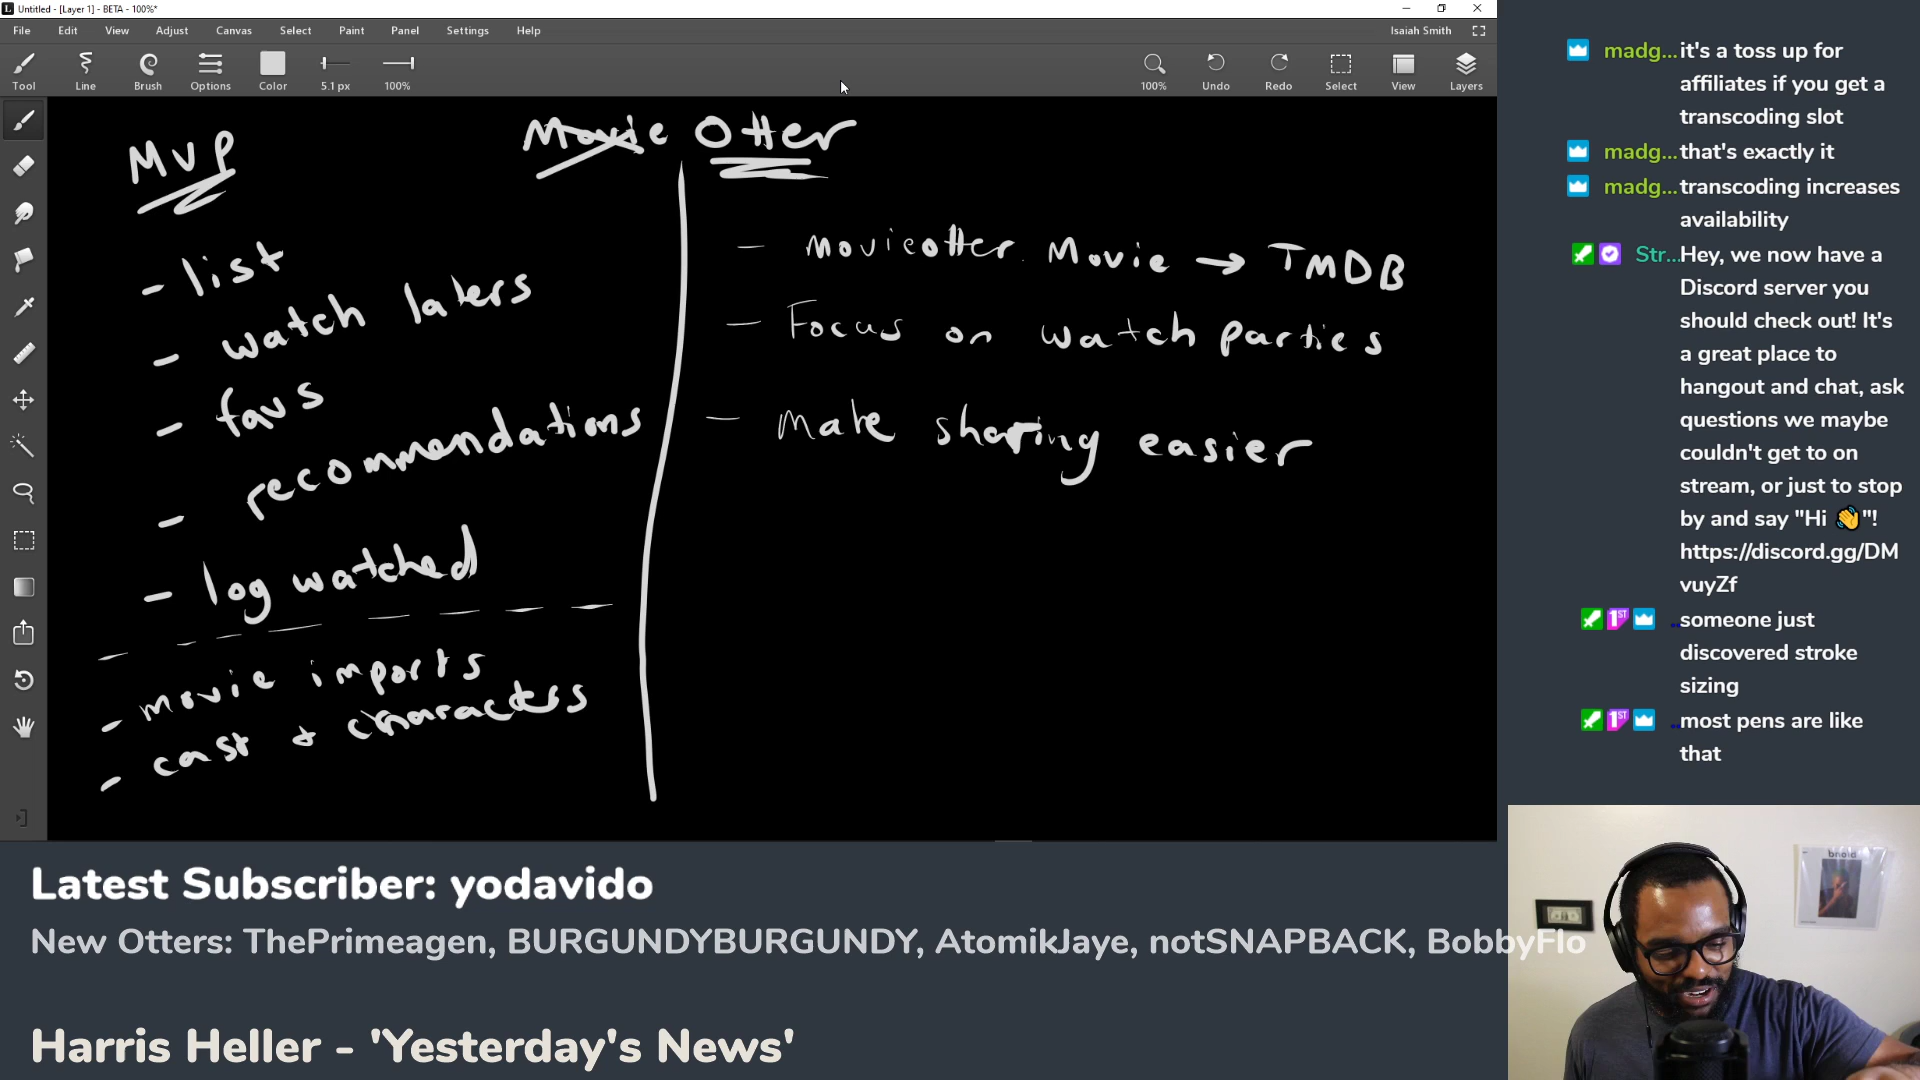 Untitled - [Layer 1] - BETA - 100%*
File Edit View Adjust Canvas Select Paint Panel Settings Help
Isaiah Smith
Tool Line Brush Options Color 5.1 px 100%
100% Undo Redo Select View Layers
Movie Otter
MVP
- list
- watch laters
- favs
- recommendations
- log watched
- movie imports
- cast & characters
- movieotter. Movie → TMDB
- Focus on watch parties
- Make sharing easier
madg... it's a toss up for
affiliates if you get a
transcoding slot
madg... that's exactly it
madg... transcoding increases
availability
Str... Hey, we now have a
Discord server you
should check out! It's
a great place to
hangout and chat, ask
questions we maybe
couldn't get to on
stream, or just to stop
by and say "Hi 👋"!
https://discord.gg/DM
vuyZf
..someone just
discovered stroke
sizing
..most pens are like
that
Latest Subscriber: yodavido
New Otters: ThePrimeagen, BURGUNDYBURGUNDY, AtomikJaye, notSNAPBACK, BobbyFlo
Harris Heller - 'Yesterday's News'